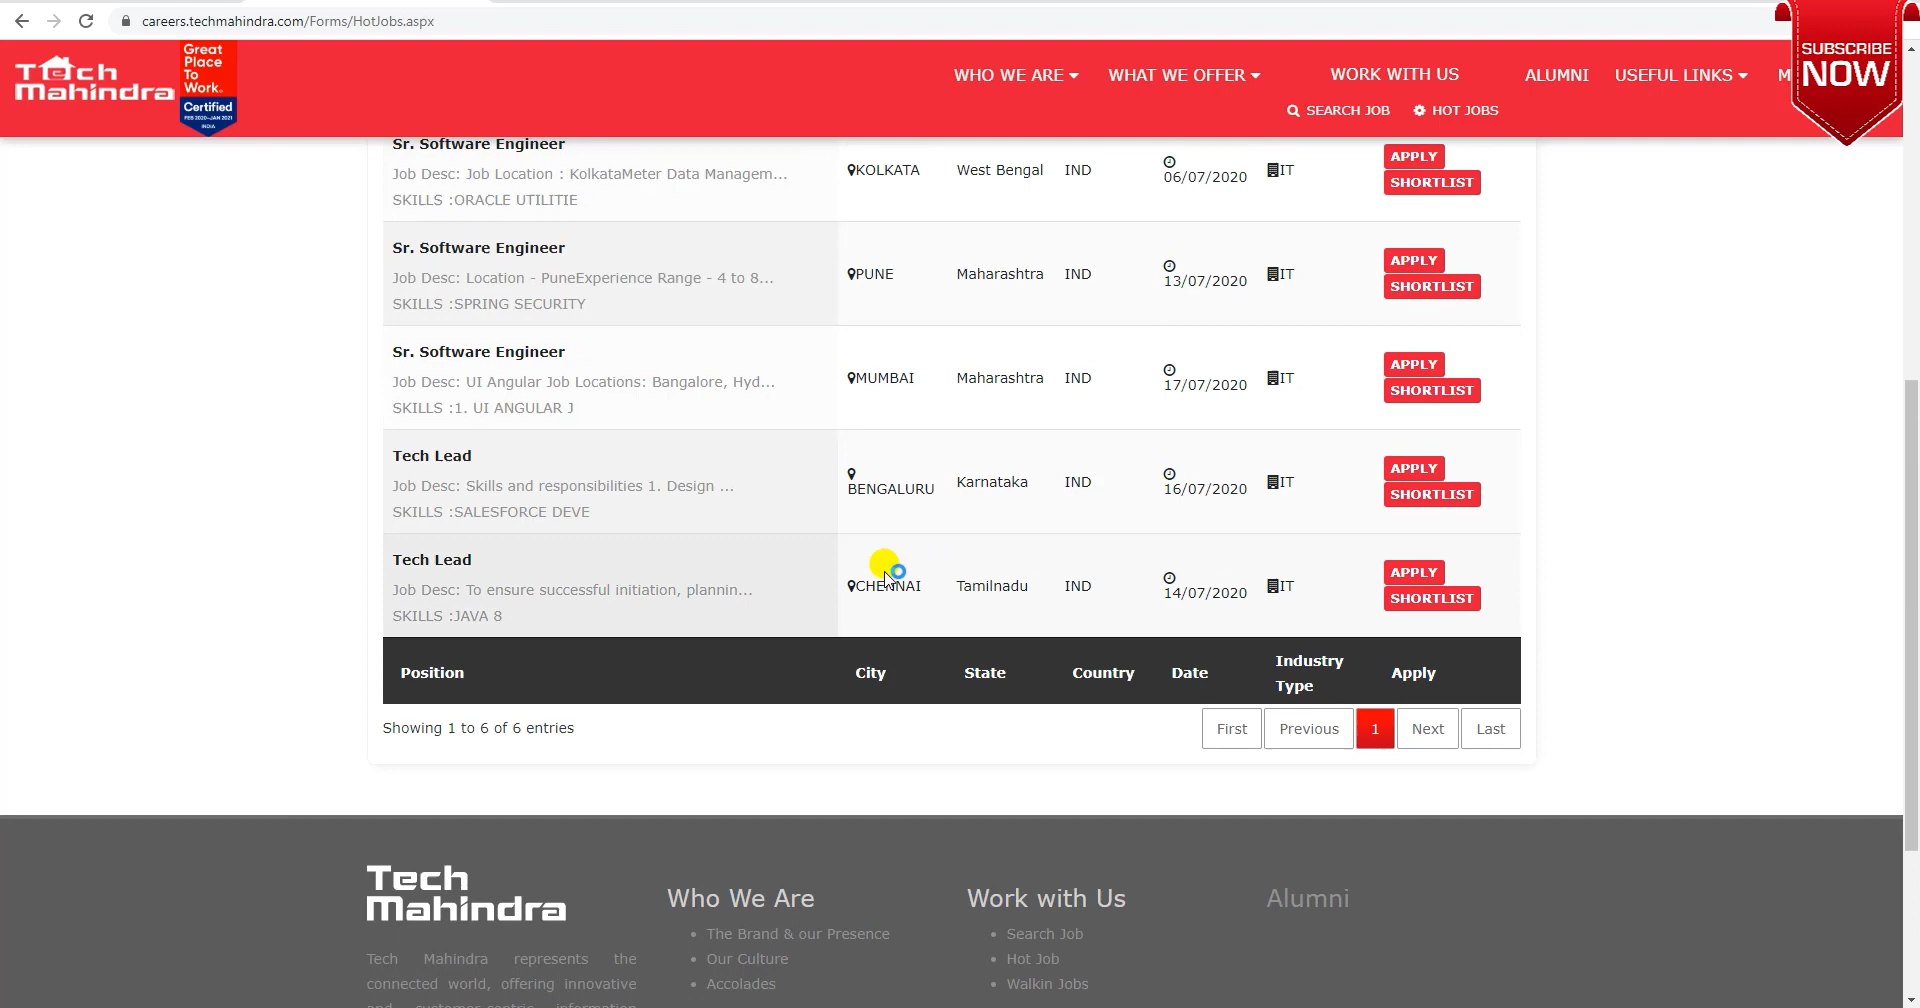 careers.techmahindra.com/Forms/HotJobs.aspx
SUBSCRIBE
NOW
Tech
Mahindra
Great
Place
To
Work.
Certified
FEB 2020-JAN 2021
INDIA
WHO WE ARE
WHAT WE OFFER
WORK WITH US
ALUMNI
USEFUL LINKS
M
SEARCH JOB
HOT JOBS
Sr. Software Engineer
Job Desc: Job Location : KolkataMeter Data Managem...
SKILLS :ORACLE UTILITIE
KOLKATA
West Bengal
IND
06/07/2020
IT
APPLY
SHORTLIST
Sr. Software Engineer
Job Desc: Location - PuneExperience Range - 4 to 8...
SKILLS :SPRING SECURITY
PUNE
Maharashtra
IND
13/07/2020
IT
APPLY
SHORTLIST
Sr. Software Engineer
Job Desc: UI Angular Job Locations: Bangalore, Hyd...
SKILLS :1. UI ANGULAR J
MUMBAI
Maharashtra
IND
17/07/2020
IT
APPLY
SHORTLIST
Tech Lead
Job Desc: Skills and responsibilities 1. Design ...
SKILLS :SALESFORCE DEVE
BENGALURU
Karnataka
IND
16/07/2020
IT
APPLY
SHORTLIST
Tech Lead
Job Desc: To ensure successful initiation, plannin...
SKILLS :JAVA 8
CHENNAI
Tamilnadu
IND
14/07/2020
IT
APPLY
SHORTLIST
Position
City
State
Country
Date
Industry
Type
Apply
Showing 1 to 6 of 6 entries
First
Previous
1
Next
Last
Tech
Mahindra
Tech Mahindra represents the
connected world, offering innovative
and customer-centric information
Who We Are
The Brand & our Presence
Our Culture
Accolades
Work with Us
Search Job
Hot Job
Walkin Jobs
Alumni